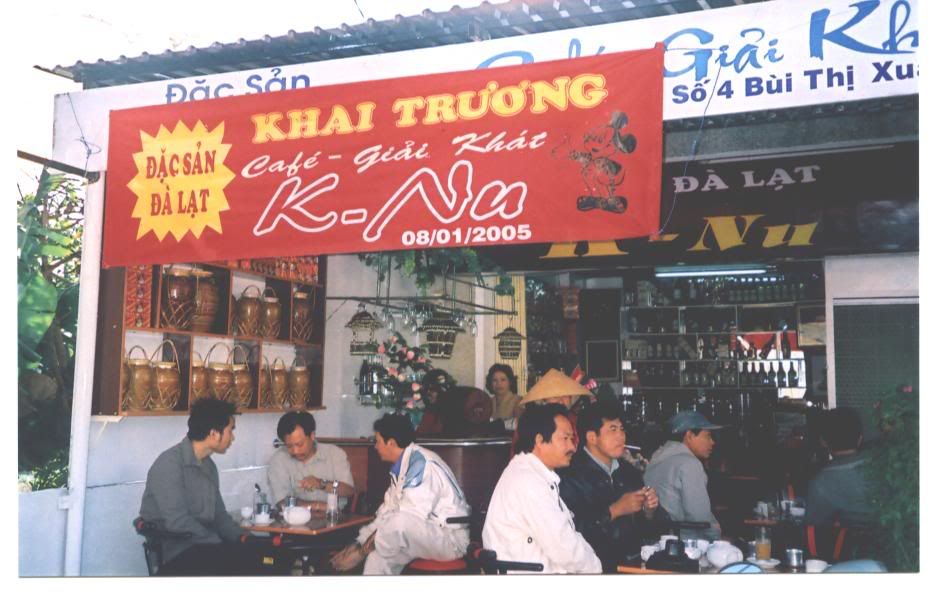 Đặc Sản
Giải Kh
Số 4 Bùi Thị Xu
KHAI TRƯƠNG
Café - Giải Khát
K-Nu
08/01/2005
ĐẶC SẢN
ĐÀ LẠT
ĐÀ LẠT
K-Nu